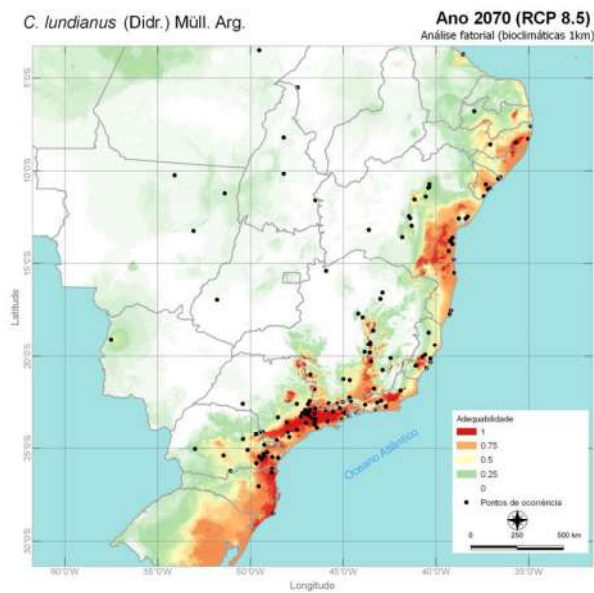 C. lundianus (Didr.) Müll. Arg.
Ano 2070 (RCP 8.5)
Análise fatorial (bioclimáticas 1km)
5°0'S
10°0'S
15°0'S
20°0'S
25°0'S
30°0'S
Latitude
Oceano Atlântico
Adequabilidade
1
0.75
0.5
0.25
0
Pontos de ocorrência
0 250 500 km
60°0'W 55°0'W 50°0'W 45°0'W 40°0'W 35°0'W
Longitude